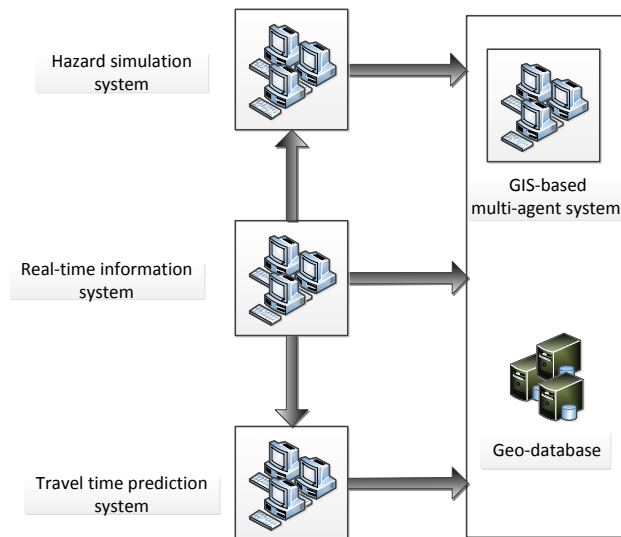 Hazard simulation
system
GIS-based
multi-agent system
Real-time information
system
Geo-database
Travel time prediction
system